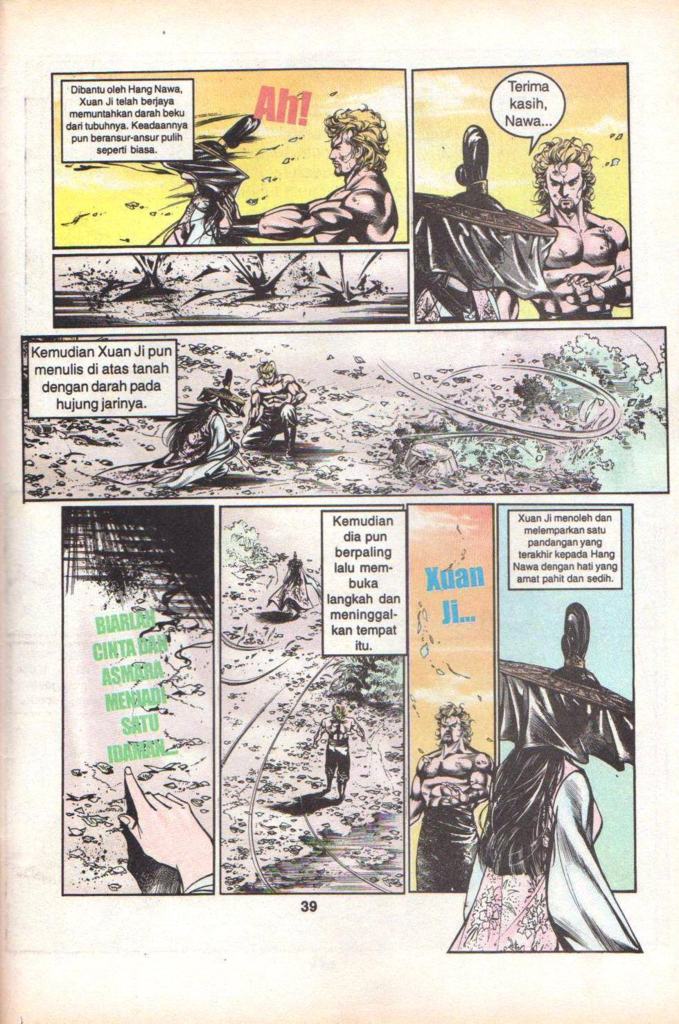 Dibantu oleh Hang Nawa,
Xuan Ji telah berjaya
memuntahkan darah beku
dari tubuhnya. Keadaannya
pun beransur-ansur pulih
seperti biasa.
Ah!
Terima
kasih,
Nawa...
Kemudian Xuan Ji pun
menulis di atas tanah
dengan darah pada
hujung jarinya.
BIARLAH
CINTA DAN
ASMARA
MENJADI
SATU
IDAMAN...
Kemudian
dia pun
berpaling
lalu mem-
buka
langkah dan
meninggal-
kan tempat
itu.
Xuan
Ji...
Xuan Ji menoleh dan
melemparkan satu
pandangan yang
terakhir kepada Hang
Nawa dengan hati yang
amat pahit dan sedih.
39